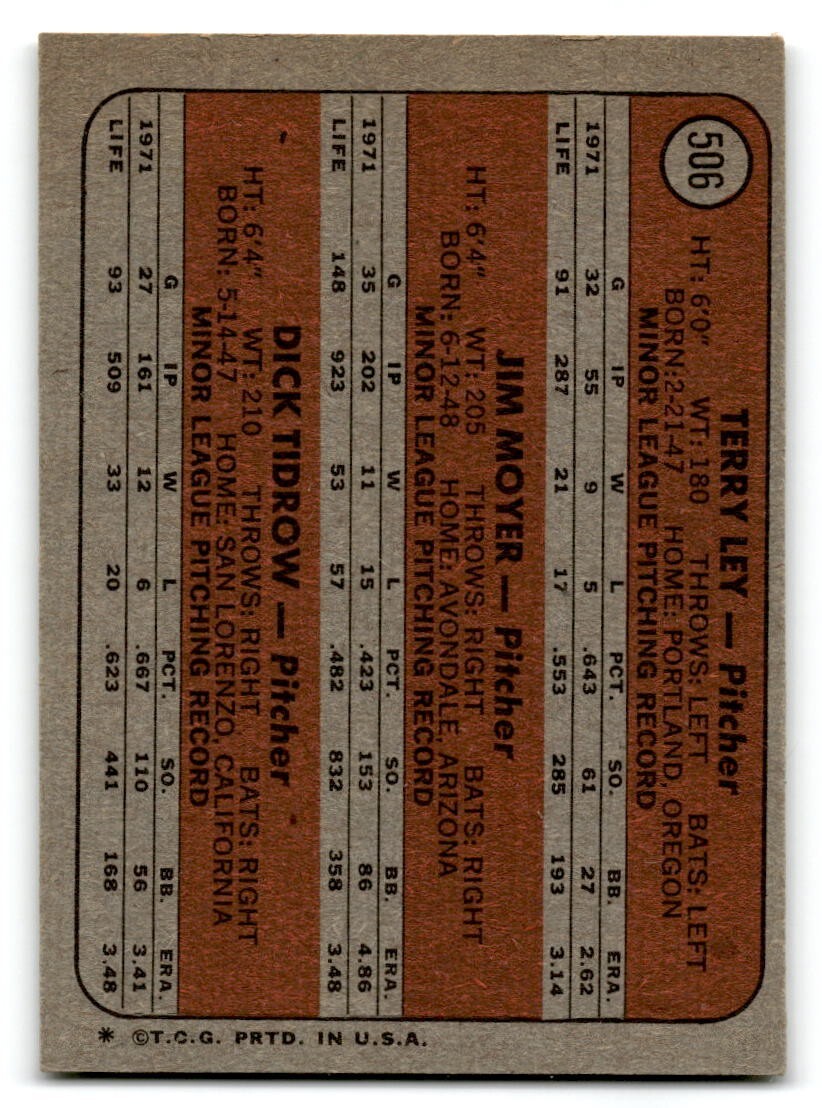 506
TERRY LEY — Pitcher
HT: 6'0" WT: 180 THROWS: LEFT BATS: LEFT
BORN: 2-21-47 HOME: PORTLAND, OREGON
MINOR LEAGUE PITCHING RECORD
G IP W L PCT. SO. BB. ERA.
1971 32 55 9 5 .643 61 27 2.62
LIFE 91 287 21 17 .553 285 193 3.14
JIM MOYER — Pitcher
HT: 6'4" WT: 205 THROWS: RIGHT BATS: RIGHT
BORN: 6-12-48 HOME: AVONDALE, ARIZONA
MINOR LEAGUE PITCHING RECORD
G IP W L PCT. SO. BB. ERA.
1971 35 202 11 15 .423 153 86 4.86
LIFE 148 923 53 57 .482 832 358 3.48
DICK TIDROW — Pitcher
HT: 6'4" WT: 210 THROWS: RIGHT BATS: RIGHT
BORN: 5-14-47 HOME: SAN LORENZO, CALIFORNIA
MINOR LEAGUE PITCHING RECORD
G IP W L PCT. SO. BB. ERA.
1971 27 161 12 6 .667 110 56 3.41
LIFE 93 509 33 20 .623 441 168 3.48
* ©T.C.G. PRTD. IN U.S.A.